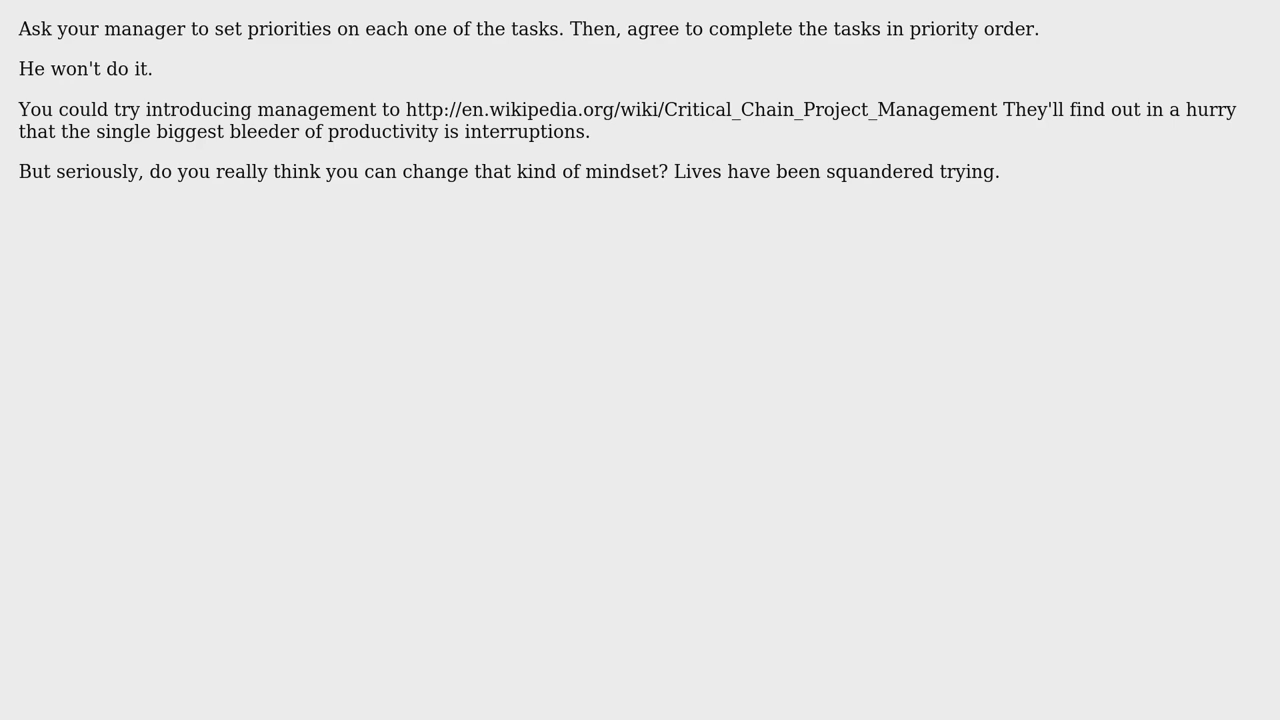 Ask your manager to set priorities on each one of the tasks. Then, agree to complete the tasks in priority order.
He won't do it.
You could try introducing management to http://en.wikipedia.org/wiki/Critical_Chain_Project_Management They'll find out in a hurry
that the single biggest bleeder of productivity is interruptions.
But seriously, do you really think you can change that kind of mindset? Lives have been squandered trying.